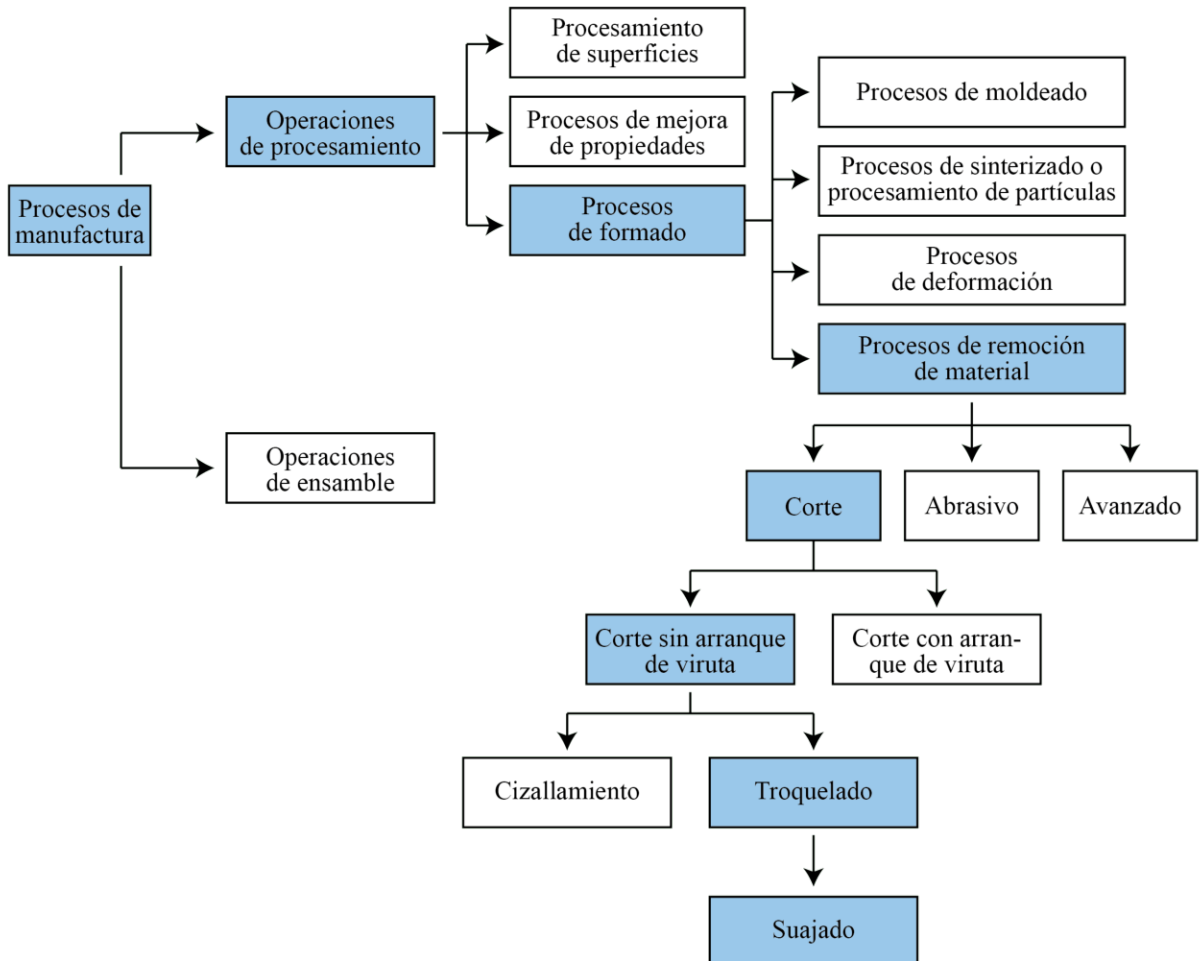 Procesamiento
de superficies
Procesos de moldeado
Operaciones
de procesamiento
Procesos de mejora
de propiedades
Procesos de sinterizado o
procesamiento de partículas
Procesos de
manufactura
Procesos
de formado
Procesos
de deformación
Procesos de remoción
de material
Operaciones
de ensamble
Corte
Abrasivo
Avanzado
Corte sin arranque
de viruta
Corte con arran-
que de viruta
Cizallamiento
Troquelado
Suajado